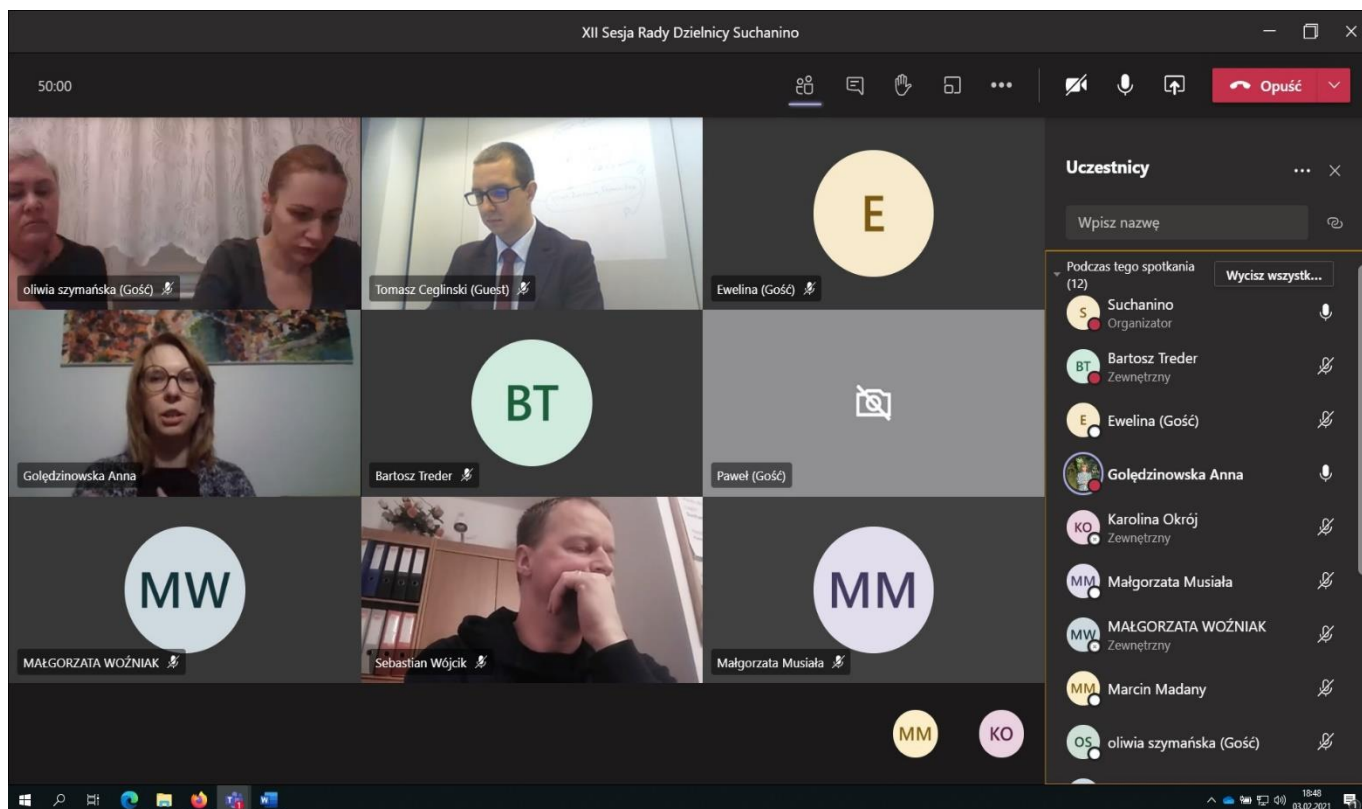 XII Sesja Rady Dzielnicy Suchanino
50:00
Opuść
oliwia szymańska (Gość)
Tomasz Ceglinski (Guest)
E
Ewelina (Gość)
Golędzinowska Anna
BT
Bartosz Treder
Paweł (Gość)
MW
MAŁGORZATA WOŹNIAK
Sebastian Wójcik
MM
Małgorzata Musiała
MM
KO
Uczestnicy
Wpisz nazwę
Podczas tego spotkania
(12)
Wycisz wszystk...
S
Suchanino
Organizator
BT
Bartosz Treder
Zewnętrzny
E
Ewelina (Gość)
Golędzinowska Anna
KO
Karolina Okrój
Zewnętrzny
MM
Małgorzata Musiała
MW
MAŁGORZATA WOŹNIAK
Zewnętrzny
MM
Marcin Madany
OS
oliwia szymańska (Gość)
18:48
03.02.2021